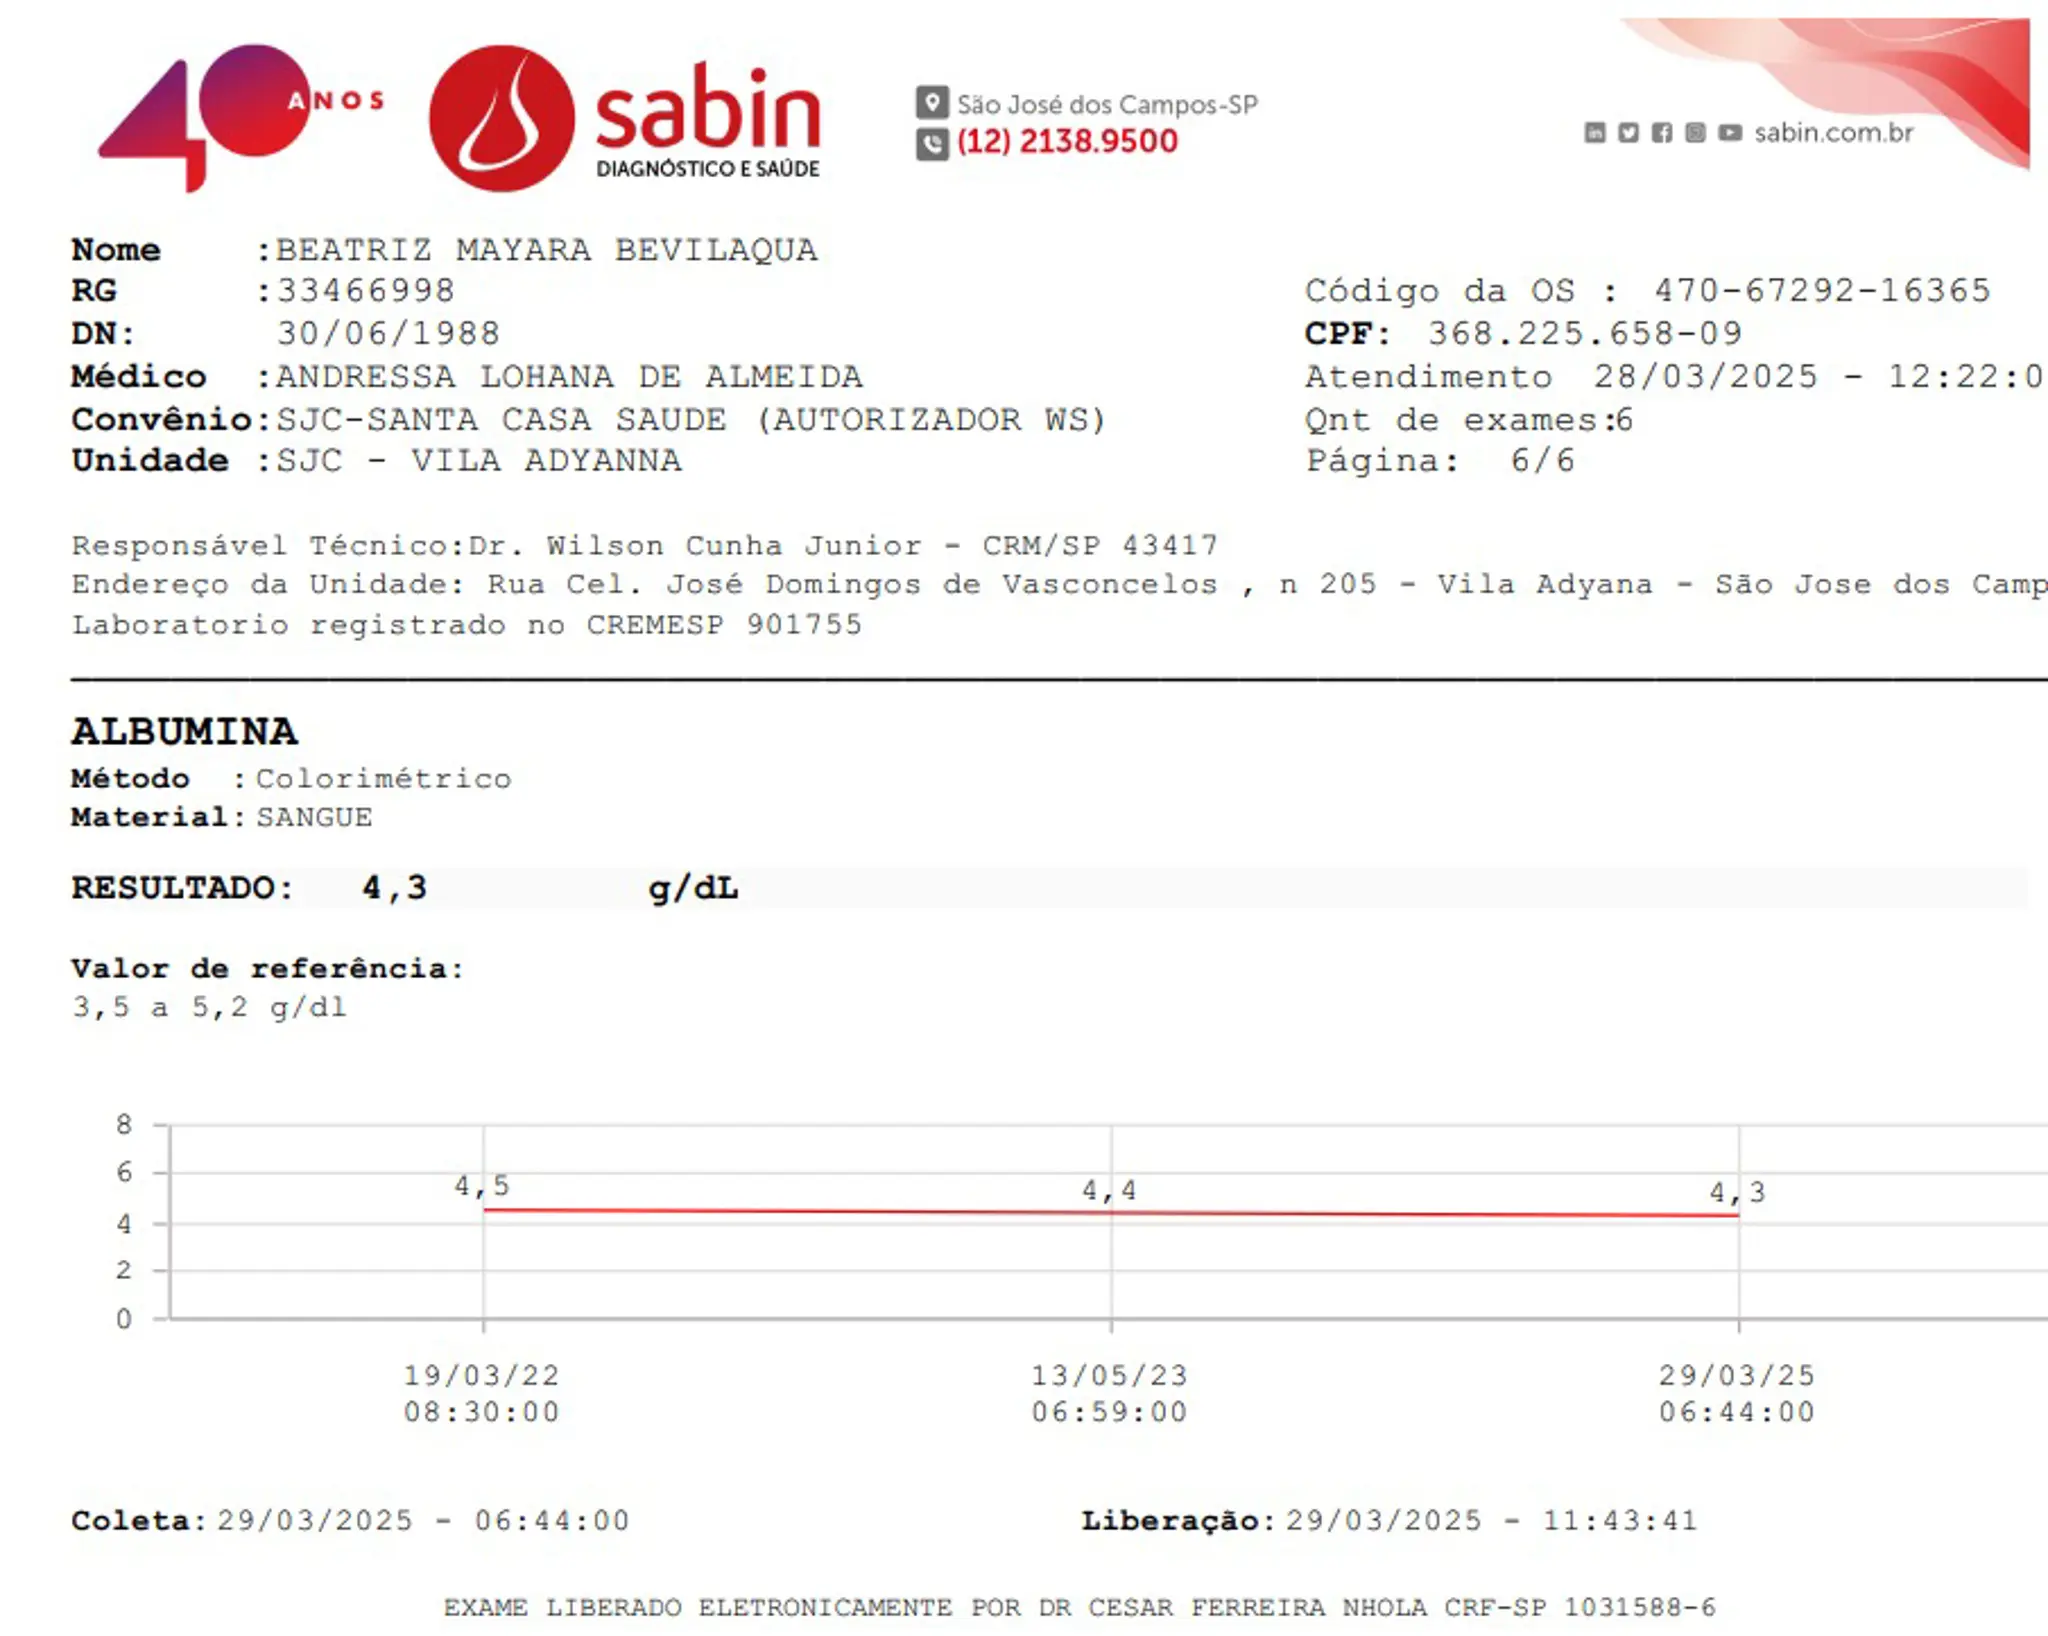 40 ANOS
sabin
DIAGNÓSTICO E SAÚDE
São José dos Campos-SP
(12) 2138.9500
sabin.com.br
Nome :BEATRIZ MAYARA BEVILAQUA
RG :33466998 Código da OS : 470-67292-16365
DN: 30/06/1988 CPF: 368.225.658-09
Médico :ANDRESSA LOHANA DE ALMEIDA Atendimento 28/03/2025 - 12:22:0
Convênio:SJC-SANTA CASA SAUDE (AUTORIZADOR WS) Qnt de exames:6
Unidade :SJC - VILA ADYANNA Página: 6/6
Responsável Técnico:Dr. Wilson Cunha Junior - CRM/SP 43417
Endereço da Unidade: Rua Cel. José Domingos de Vasconcelos , n 205 - Vila Adyana - São Jose dos Camp
Laboratorio registrado no CREMESP 901755
ALBUMINA
Método :Colorimétrico
Material:SANGUE
RESULTADO: 4,3 g/dL
Valor de referência:
3,5 a 5,2 g/dl
8
6
4,5 4,4 4,3
4
2
0
19/03/22 13/05/23 29/03/25
08:30:00 06:59:00 06:44:00
Coleta:29/03/2025 - 06:44:00 Liberação:29/03/2025 - 11:43:41
EXAME LIBERADO ELETRONICAMENTE POR DR CESAR FERREIRA NHOLA CRF-SP 1031588-6